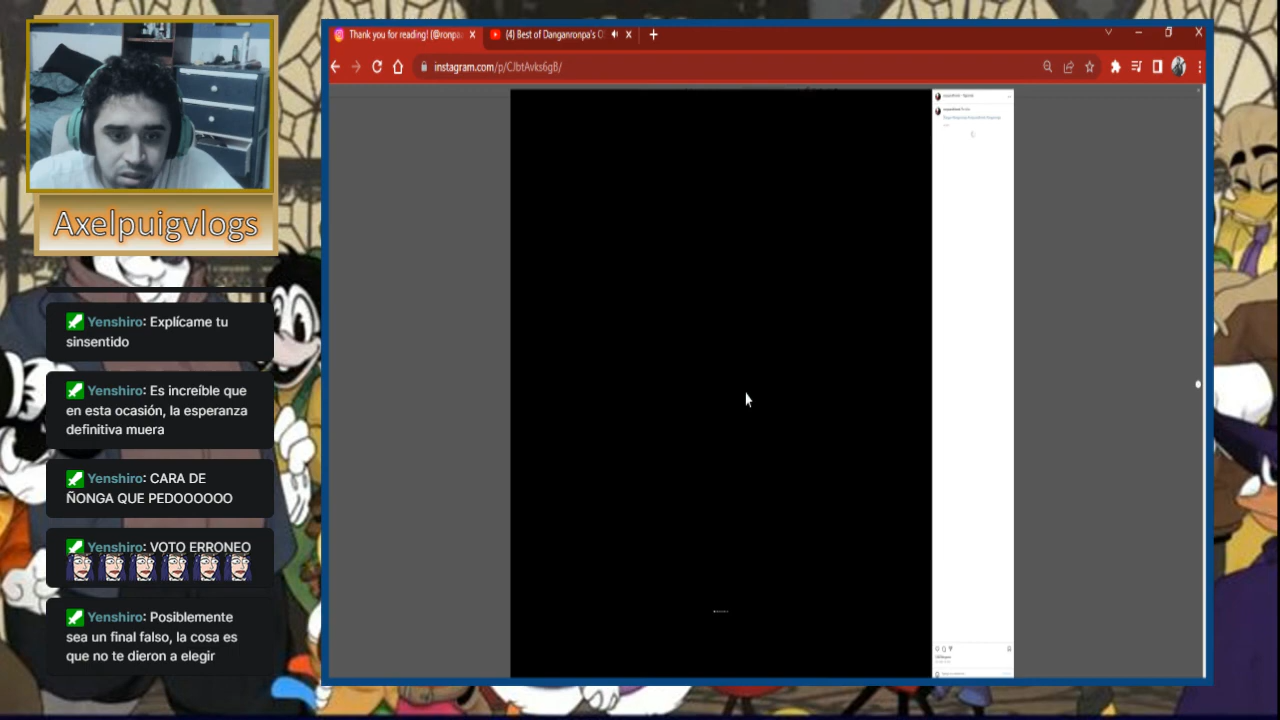 Thank you for reading! (@ronpa
(4) Best of Danganronpa's O
instagram.com/p/CJbtAvks6gB/
Axelpuigvlogs
Yenshiro: Explícame tu
sinsentido
Yenshiro: Es increíble que
en esta ocasión, la esperanza
definitiva muera
Yenshiro: CARA DE
ÑONGA QUE PEDOOOOOO
Yenshiro: VOTO ERRONEO
Yenshiro: Posiblemente
sea un final falso, la cosa es
que no te dieron a elegir